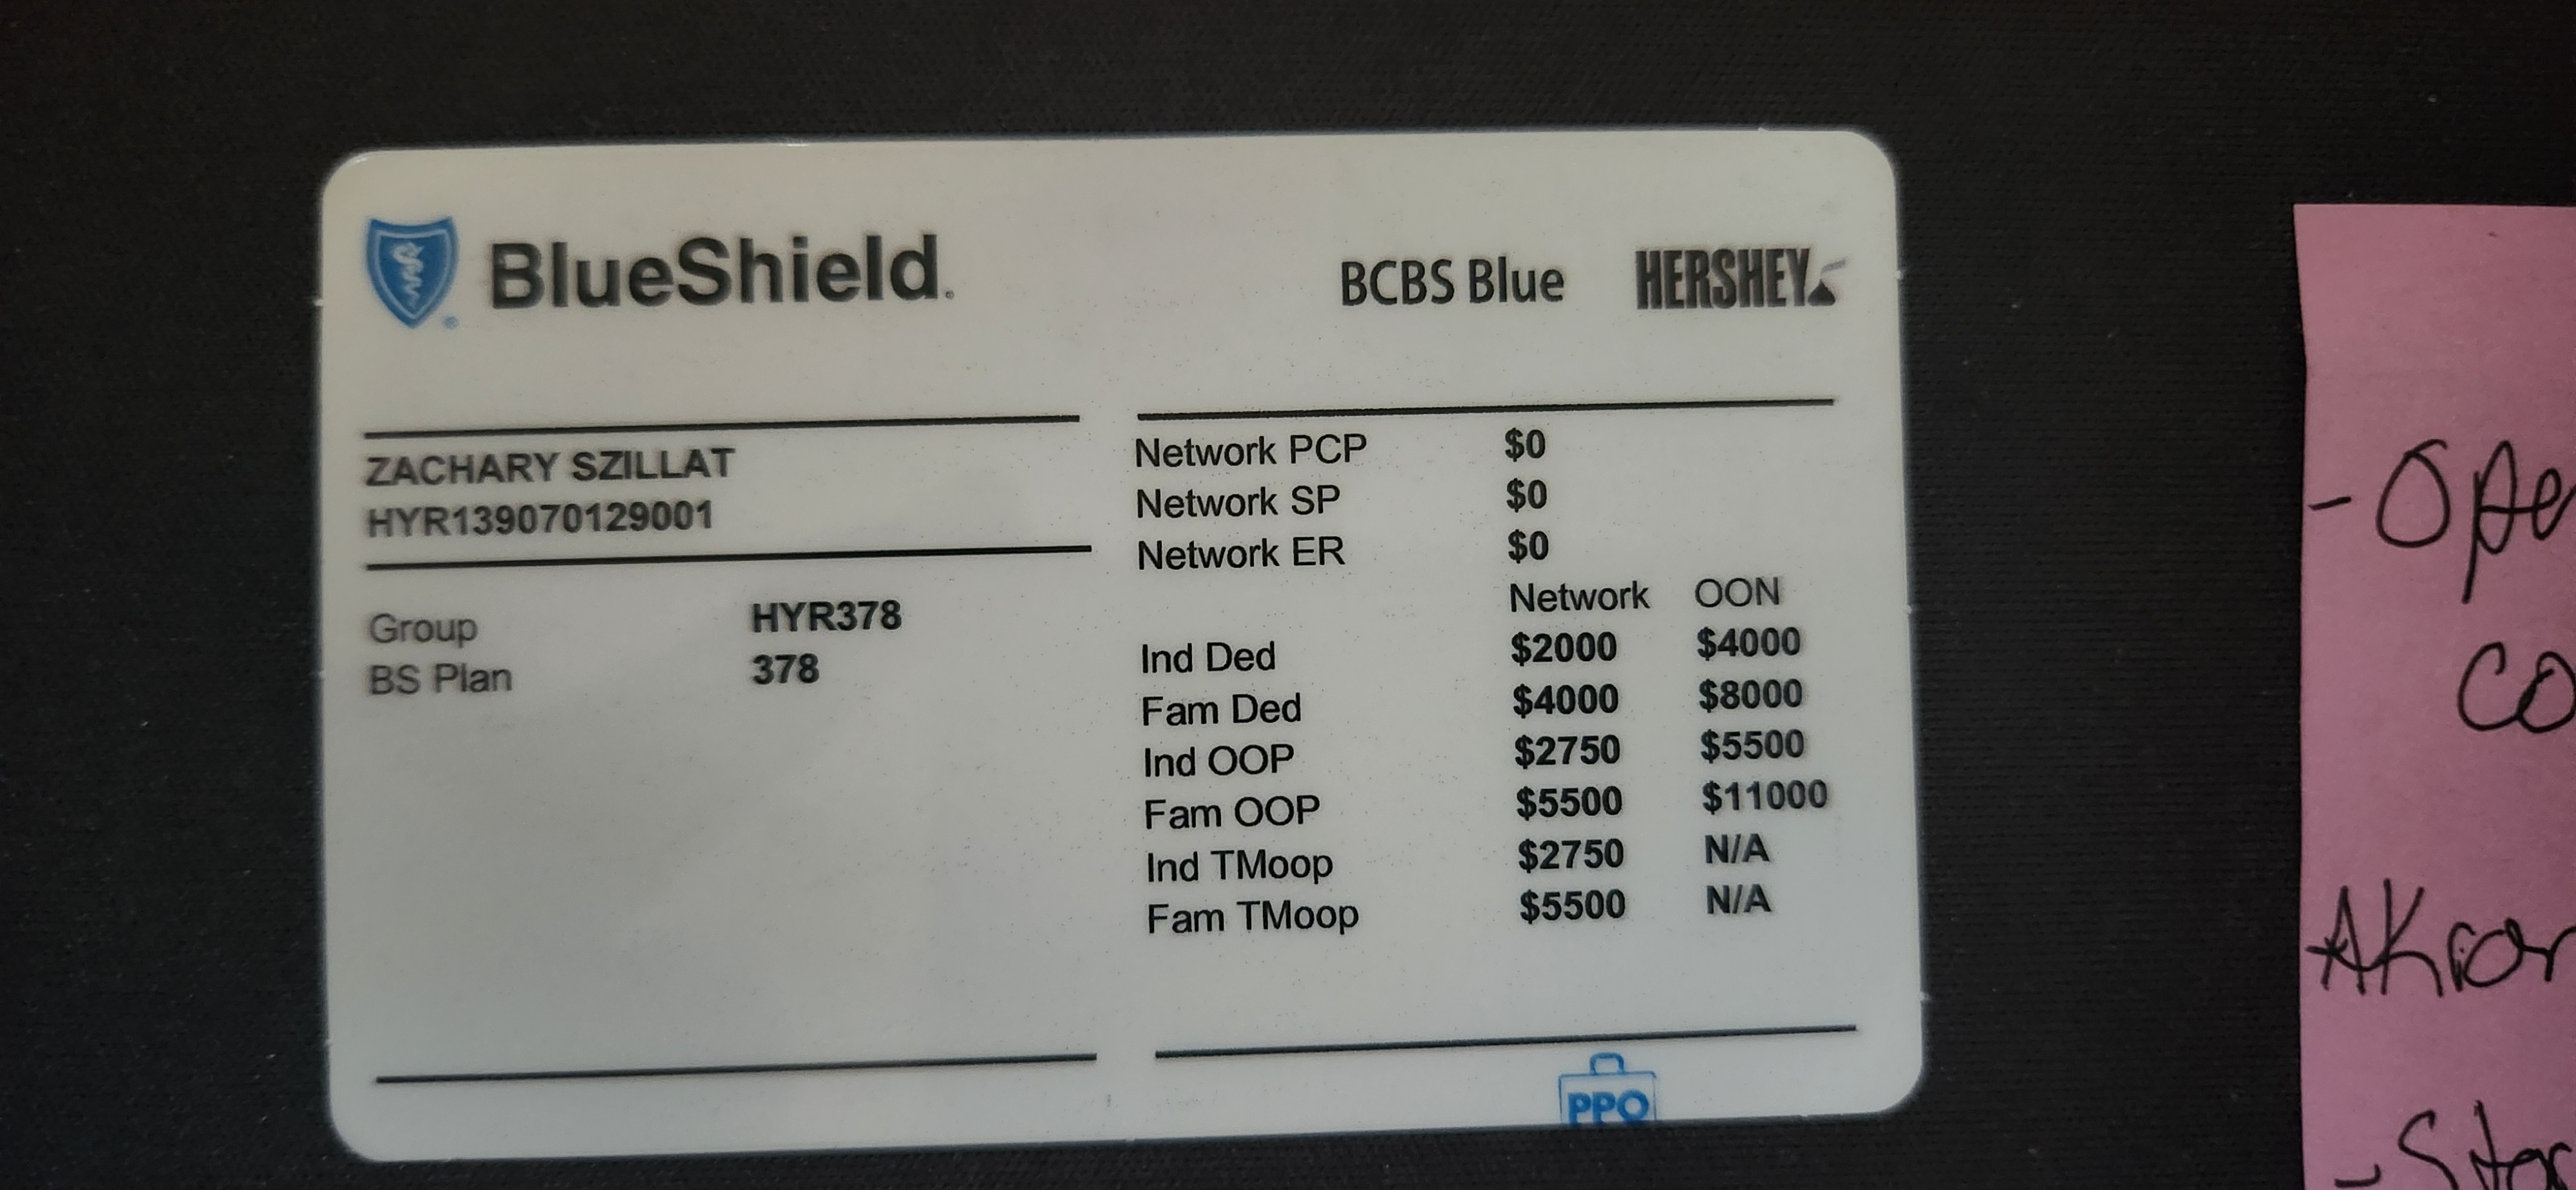 BlueShield.
BCBS Blue HERSHEY
ZACHARY SZILLAT
HYR139070129001
Group HYR378
BS Plan 378
Network PCP $0
Network SP $0
Network ER $0
Network OON
Ind Ded $2000 $4000
Fam Ded $4000 $8000
Ind OOP $2750 $5500
Fam OOP $5500 $11000
Ind TMoop $2750 N/A
Fam TMoop $5500 N/A
PPO